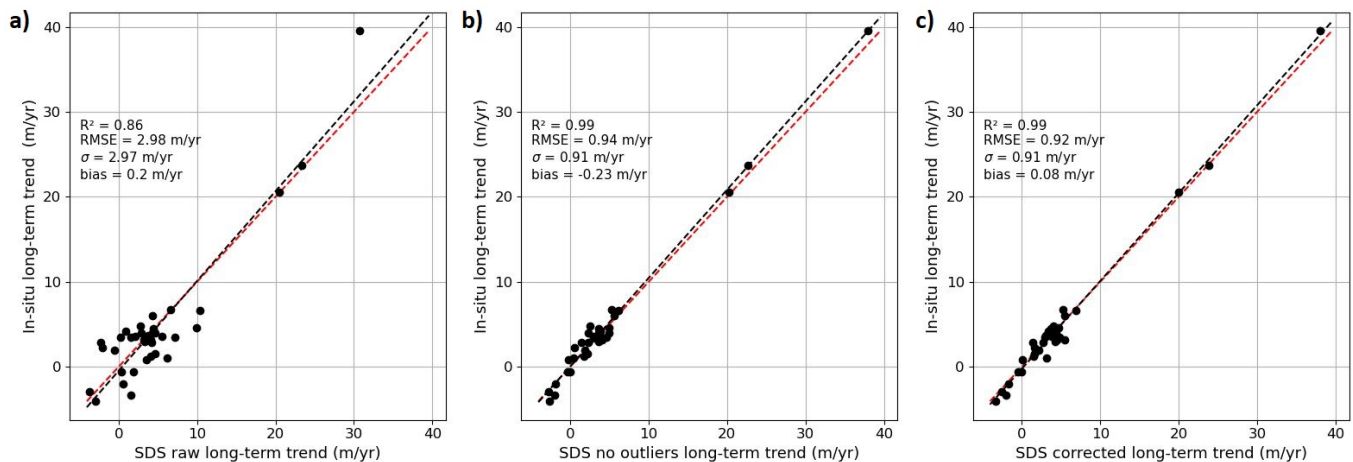 a)
In-situ long-term trend (m/yr)
40
30
20
10
0
R² = 0.86
RMSE = 2.98 m/yr
σ = 2.97 m/yr
bias = 0.2 m/yr
0 10 20 30 40
SDS raw long-term trend (m/yr)
b)
In-situ long-term trend (m/yr)
40
30
20
10
0
R² = 0.99
RMSE = 0.94 m/yr
σ = 0.91 m/yr
bias = -0.23 m/yr
0 10 20 30 40
SDS no outliers long-term trend (m/yr)
c)
In-situ long-term trend (m/yr)
40
30
20
10
0
R² = 0.99
RMSE = 0.92 m/yr
σ = 0.91 m/yr
bias = 0.08 m/yr
0 10 20 30 40
SDS corrected long-term trend (m/yr)